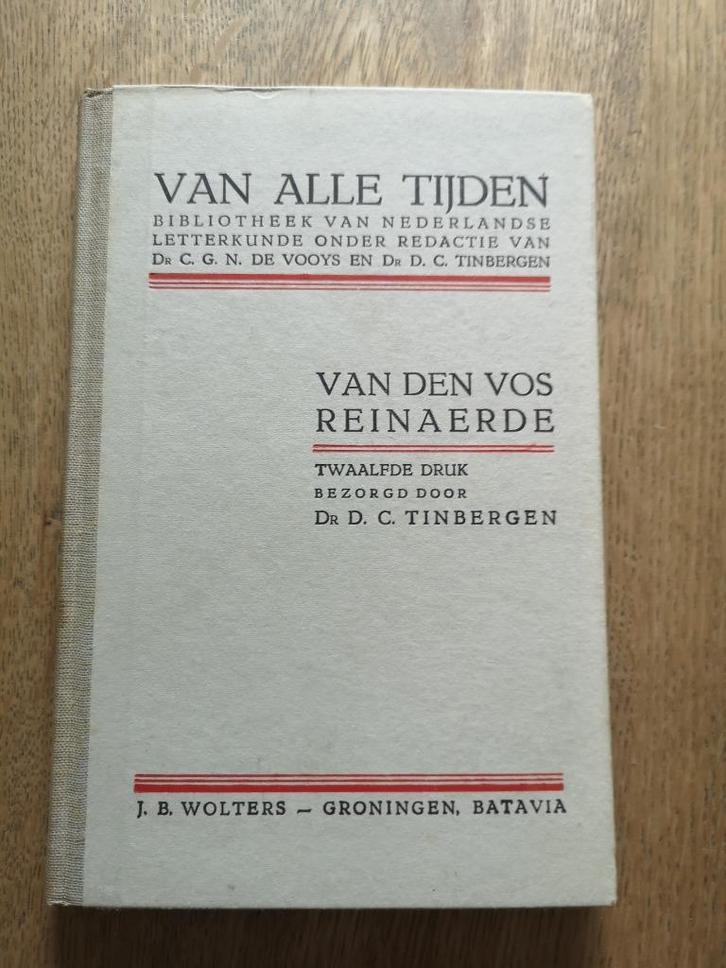 VAN ALLE TIJDEN
BIBLIOTHEEK VAN NEDERLANDSE
LETTERKUNDE ONDER REDACTIE VAN
DR C. G. N. DE VOOYS EN DR D. C. TINBERGEN
VAN DEN VOS
REINAERDE
TWAALFDE DRUK
BEZORGD DOOR
DR D. C. TINBERGEN
J. B. WOLTERS – GRONINGEN, BATAVIA